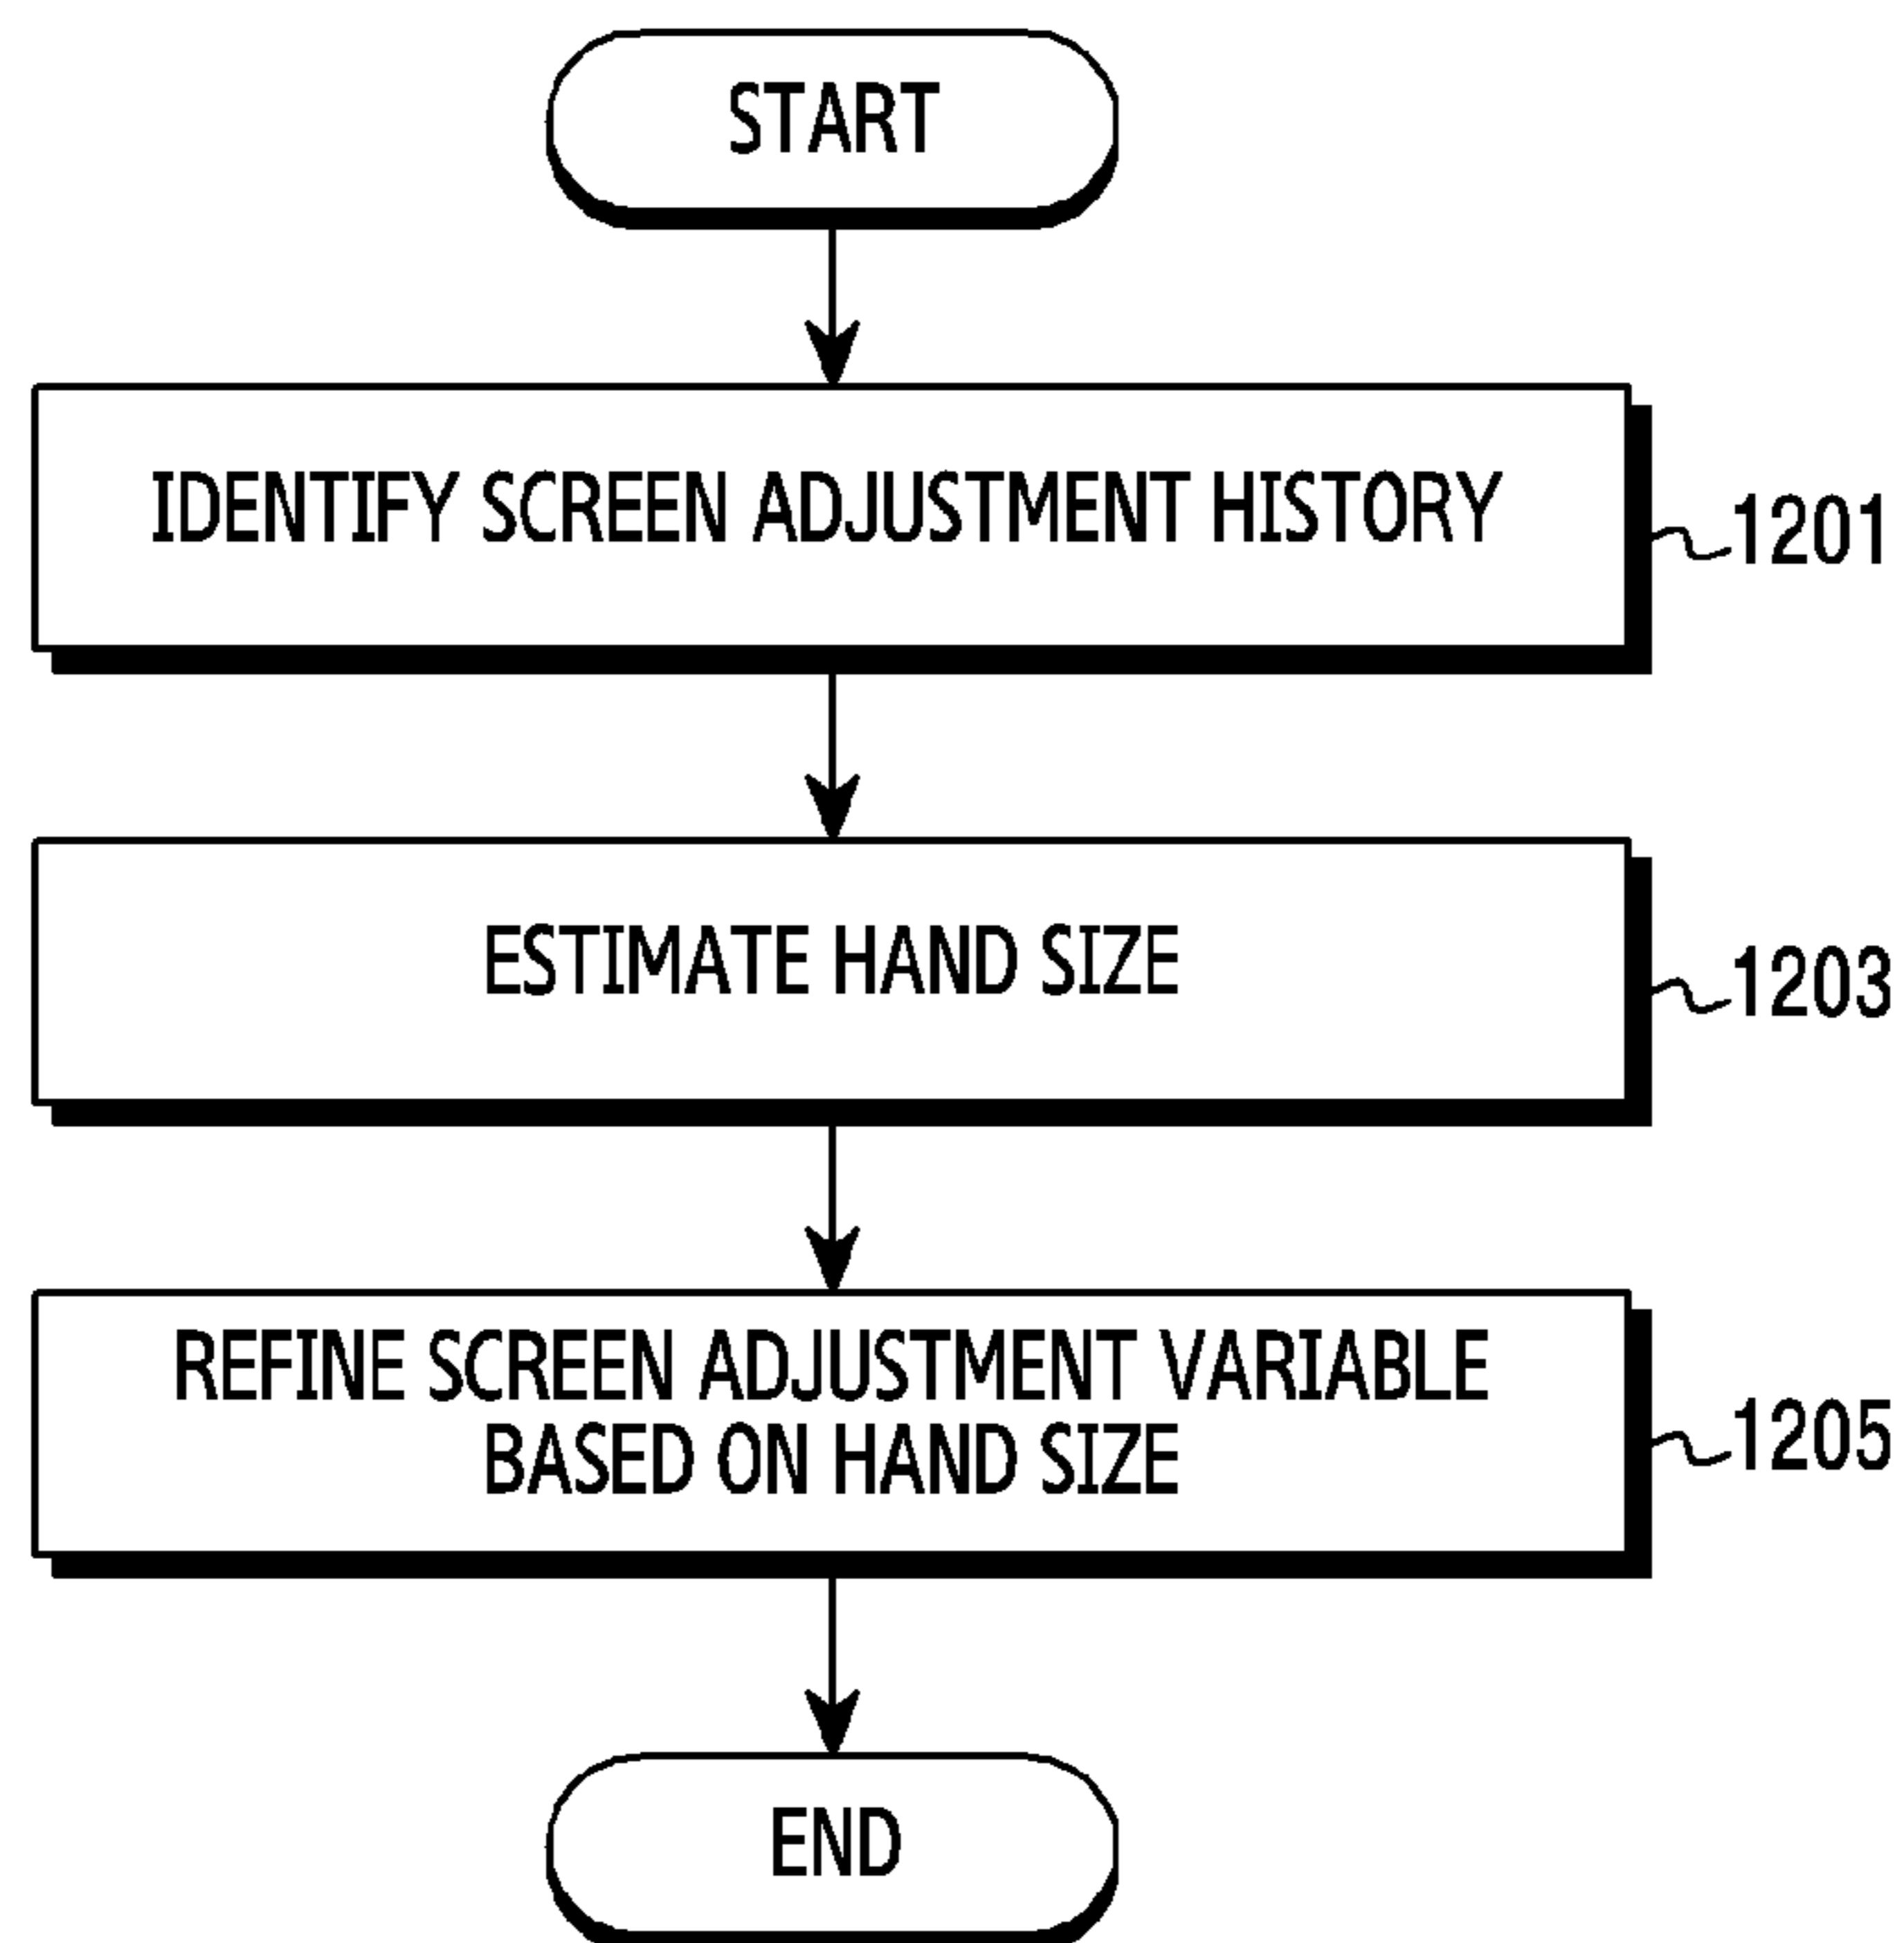 START
IDENTIFY SCREEN ADJUSTMENT HISTORY
1201
ESTIMATE HAND SIZE
1203
REFINE SCREEN ADJUSTMENT VARIABLE
BASED ON HAND SIZE
1205
END